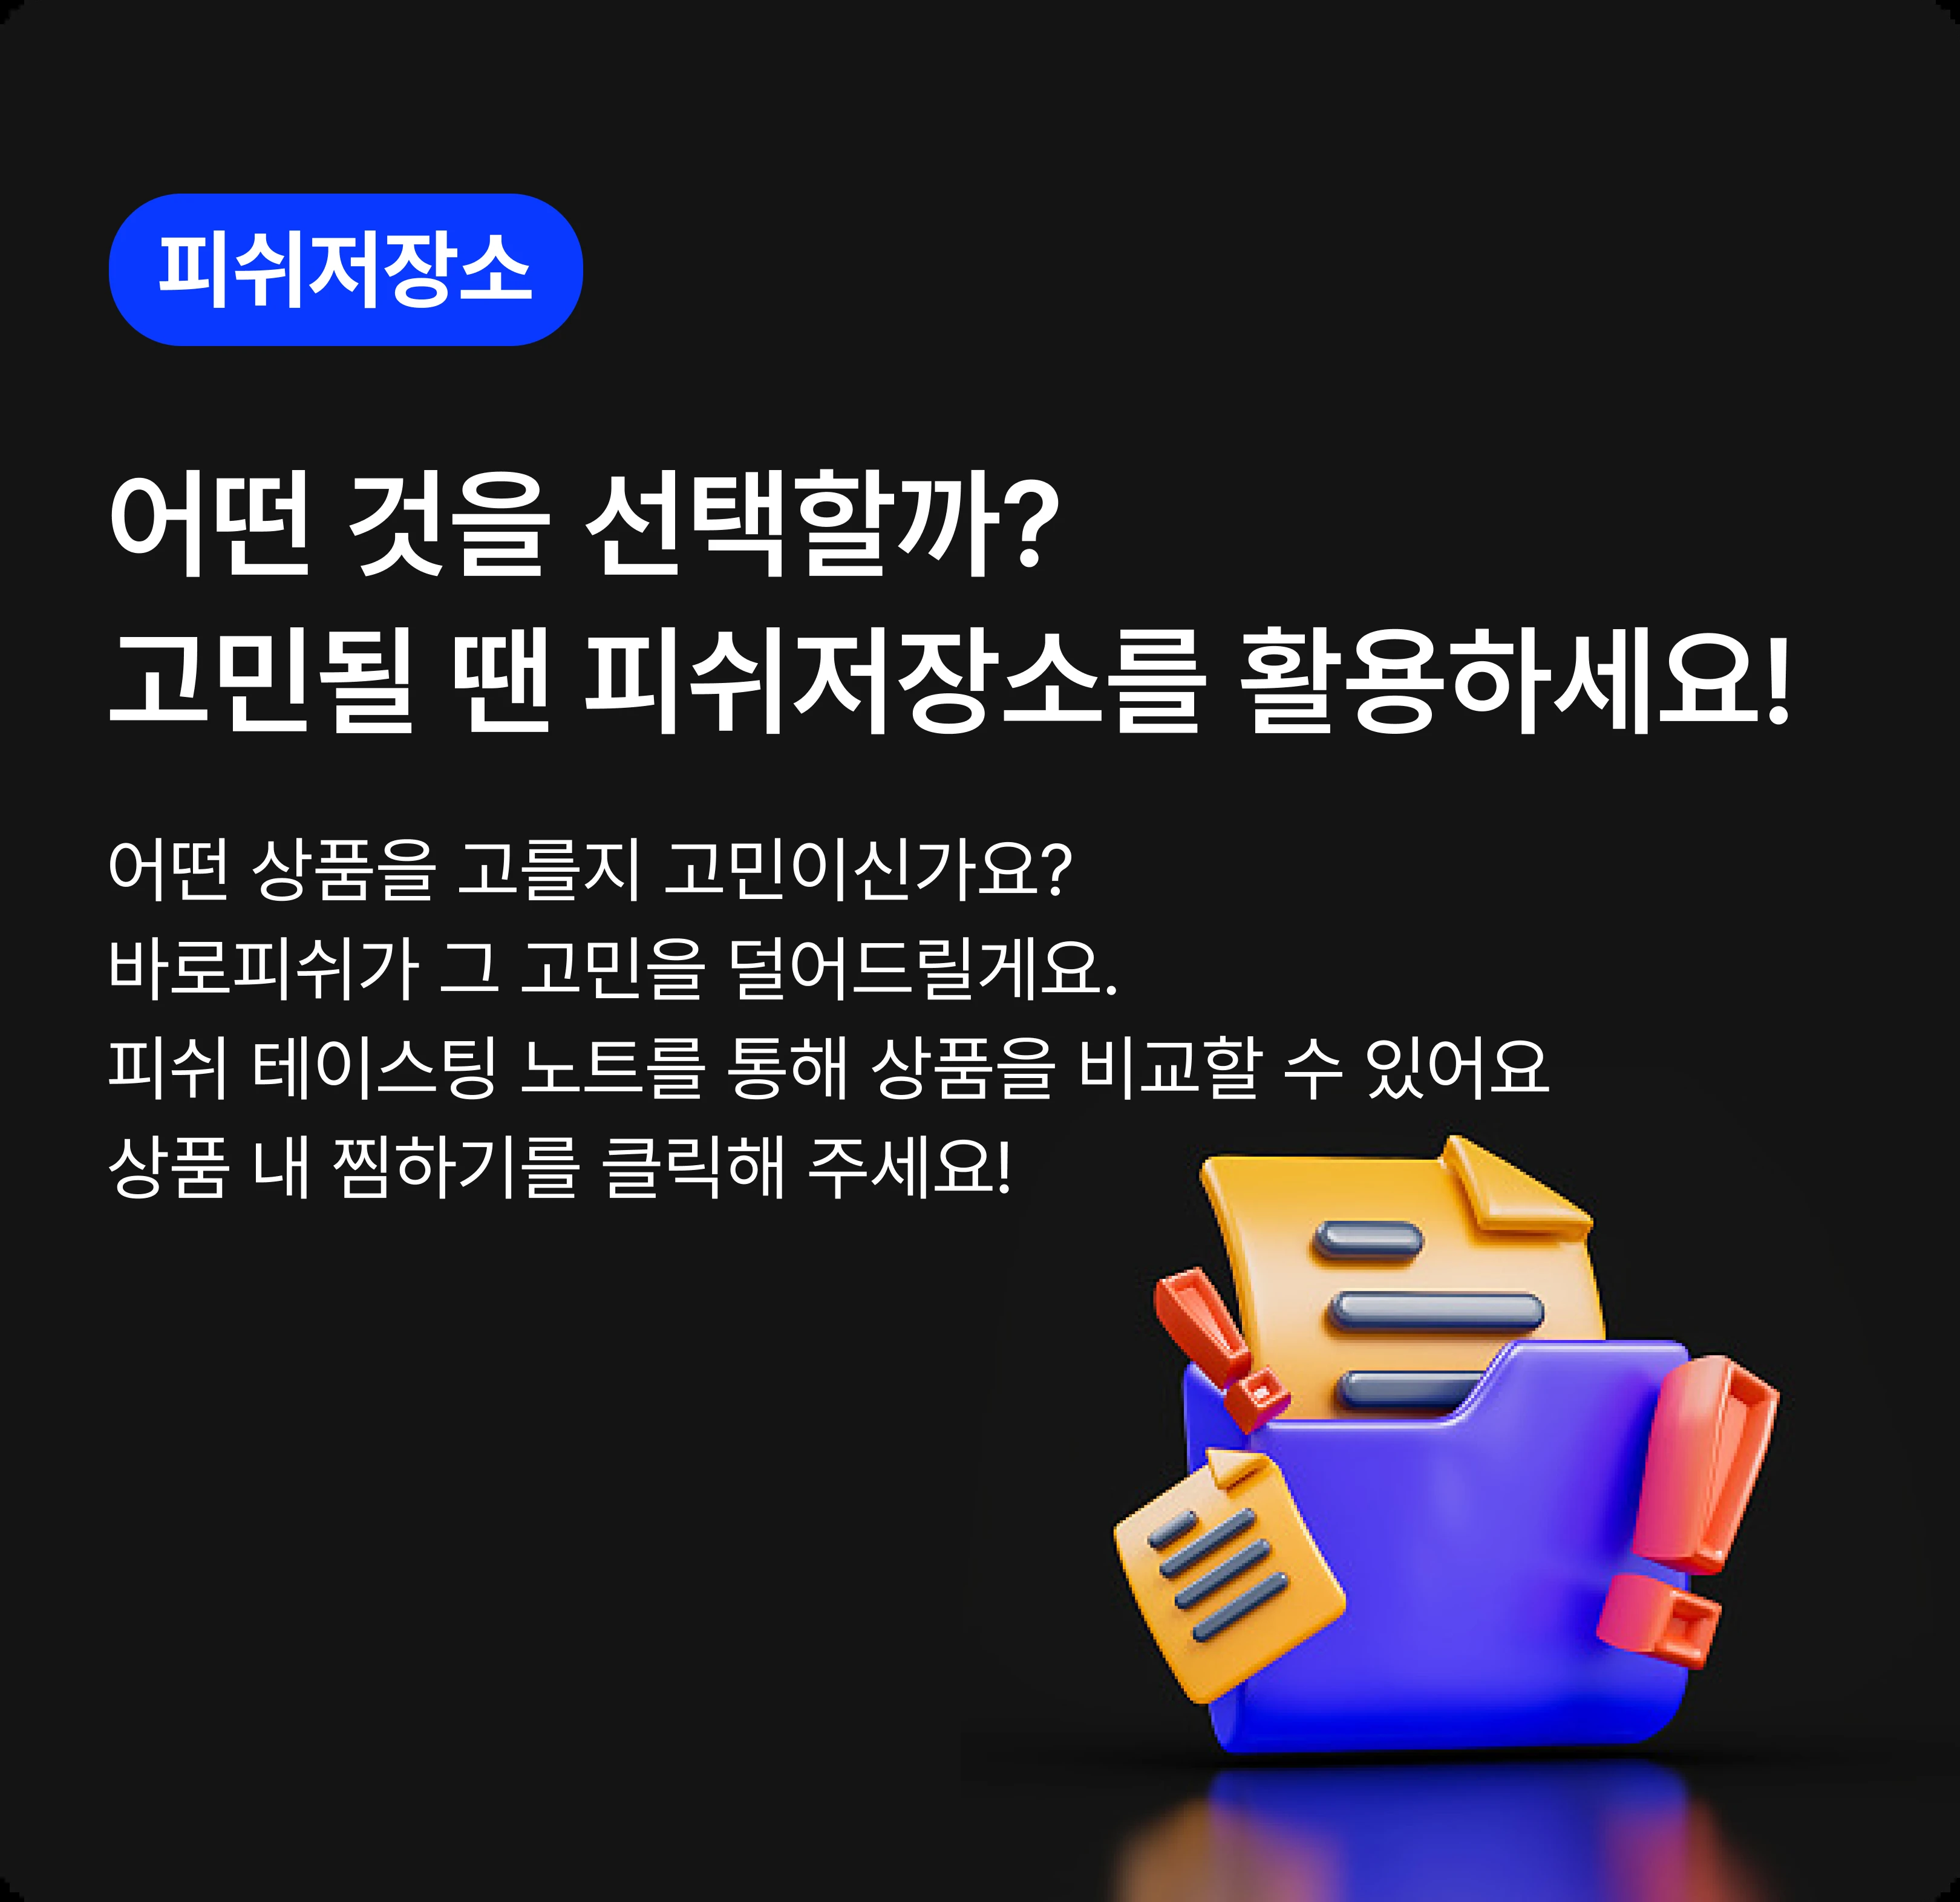 피쉬저장소
어떤 것을 선택할까?
고민될 땐 피쉬저장소를 활용하세요!
어떤 상품을 고를지 고민이신가요?
바로피쉬가 그 고민을 덜어드릴게요.
피쉬 테이스팅 노트를 통해 상품을 비교할 수 있어요
상품 내 찜하기를 클릭해 주세요!